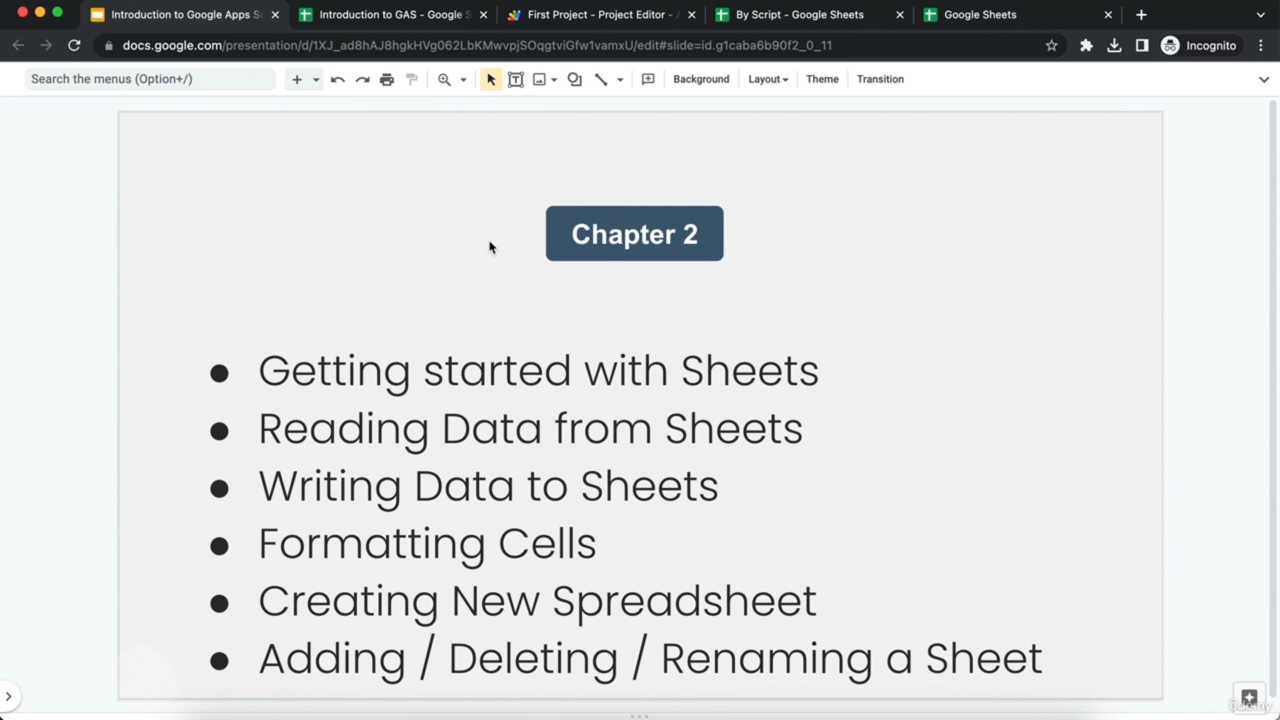 Introduction to Google Apps Sc
Introduction to GAS - Google S
First Project - Project Editor - A
By Script - Google Sheets
Google Sheets
docs.google.com/presentation/d/1XJ_ad8hAJ8hgkHVg062LbKMwvpjSOqgtviGfw1vamxU/edit#slide=id.g1caba6b90f2_0_11
Incognito
Search the menus (Option+/)
Background
Layout
Theme
Transition
Chapter 2
● Getting started with Sheets
● Reading Data from Sheets
● Writing Data to Sheets
● Formatting Cells
● Creating New Spreadsheet
● Adding / Deleting / Renaming a Sheet
Udemy